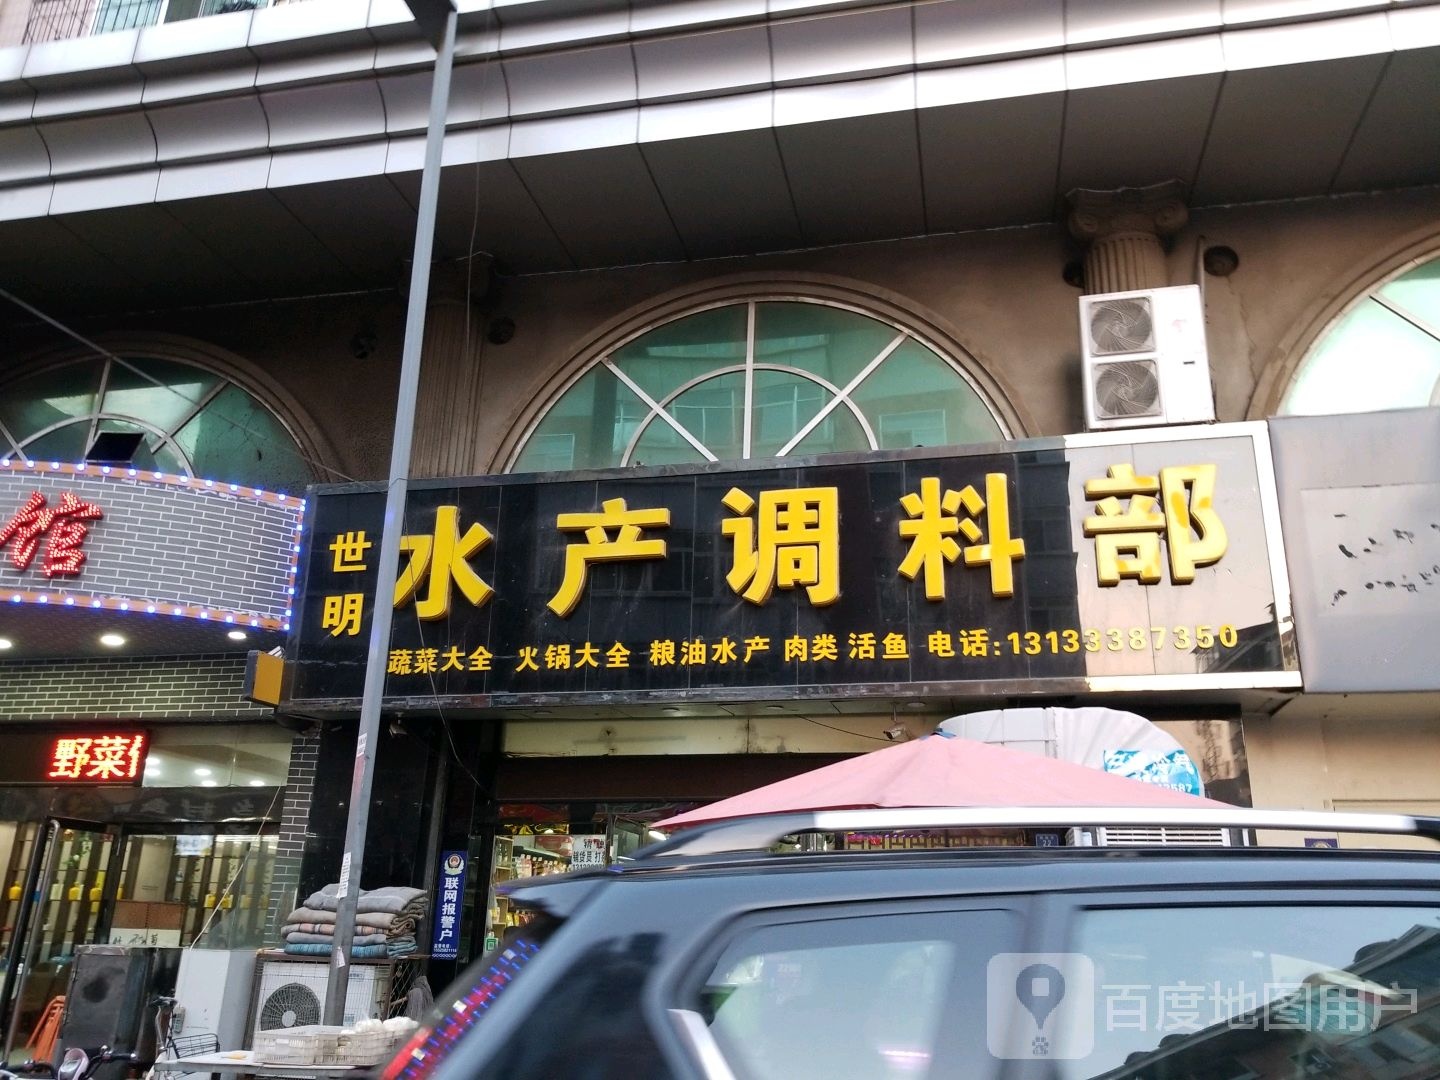 馆
世明
水产调料部
蔬菜大全 火锅大全 粮油水产 肉类 活鱼 电话:13133387350
野菜
联网报警户
百度地图用户